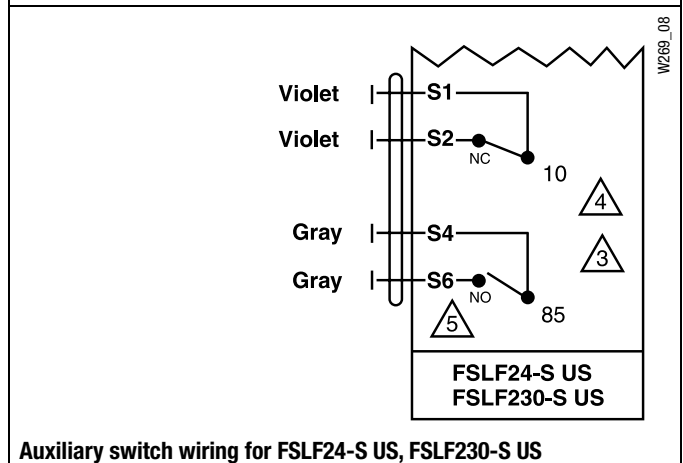 W269_08
Violet S1
Violet S2
NC
10
4
Gray S4
3
Gray S6
NO
85
5
FSLF24-S US
FSLF230-S US
Auxiliary switch wiring for FSLF24-S US, FSLF230-S US